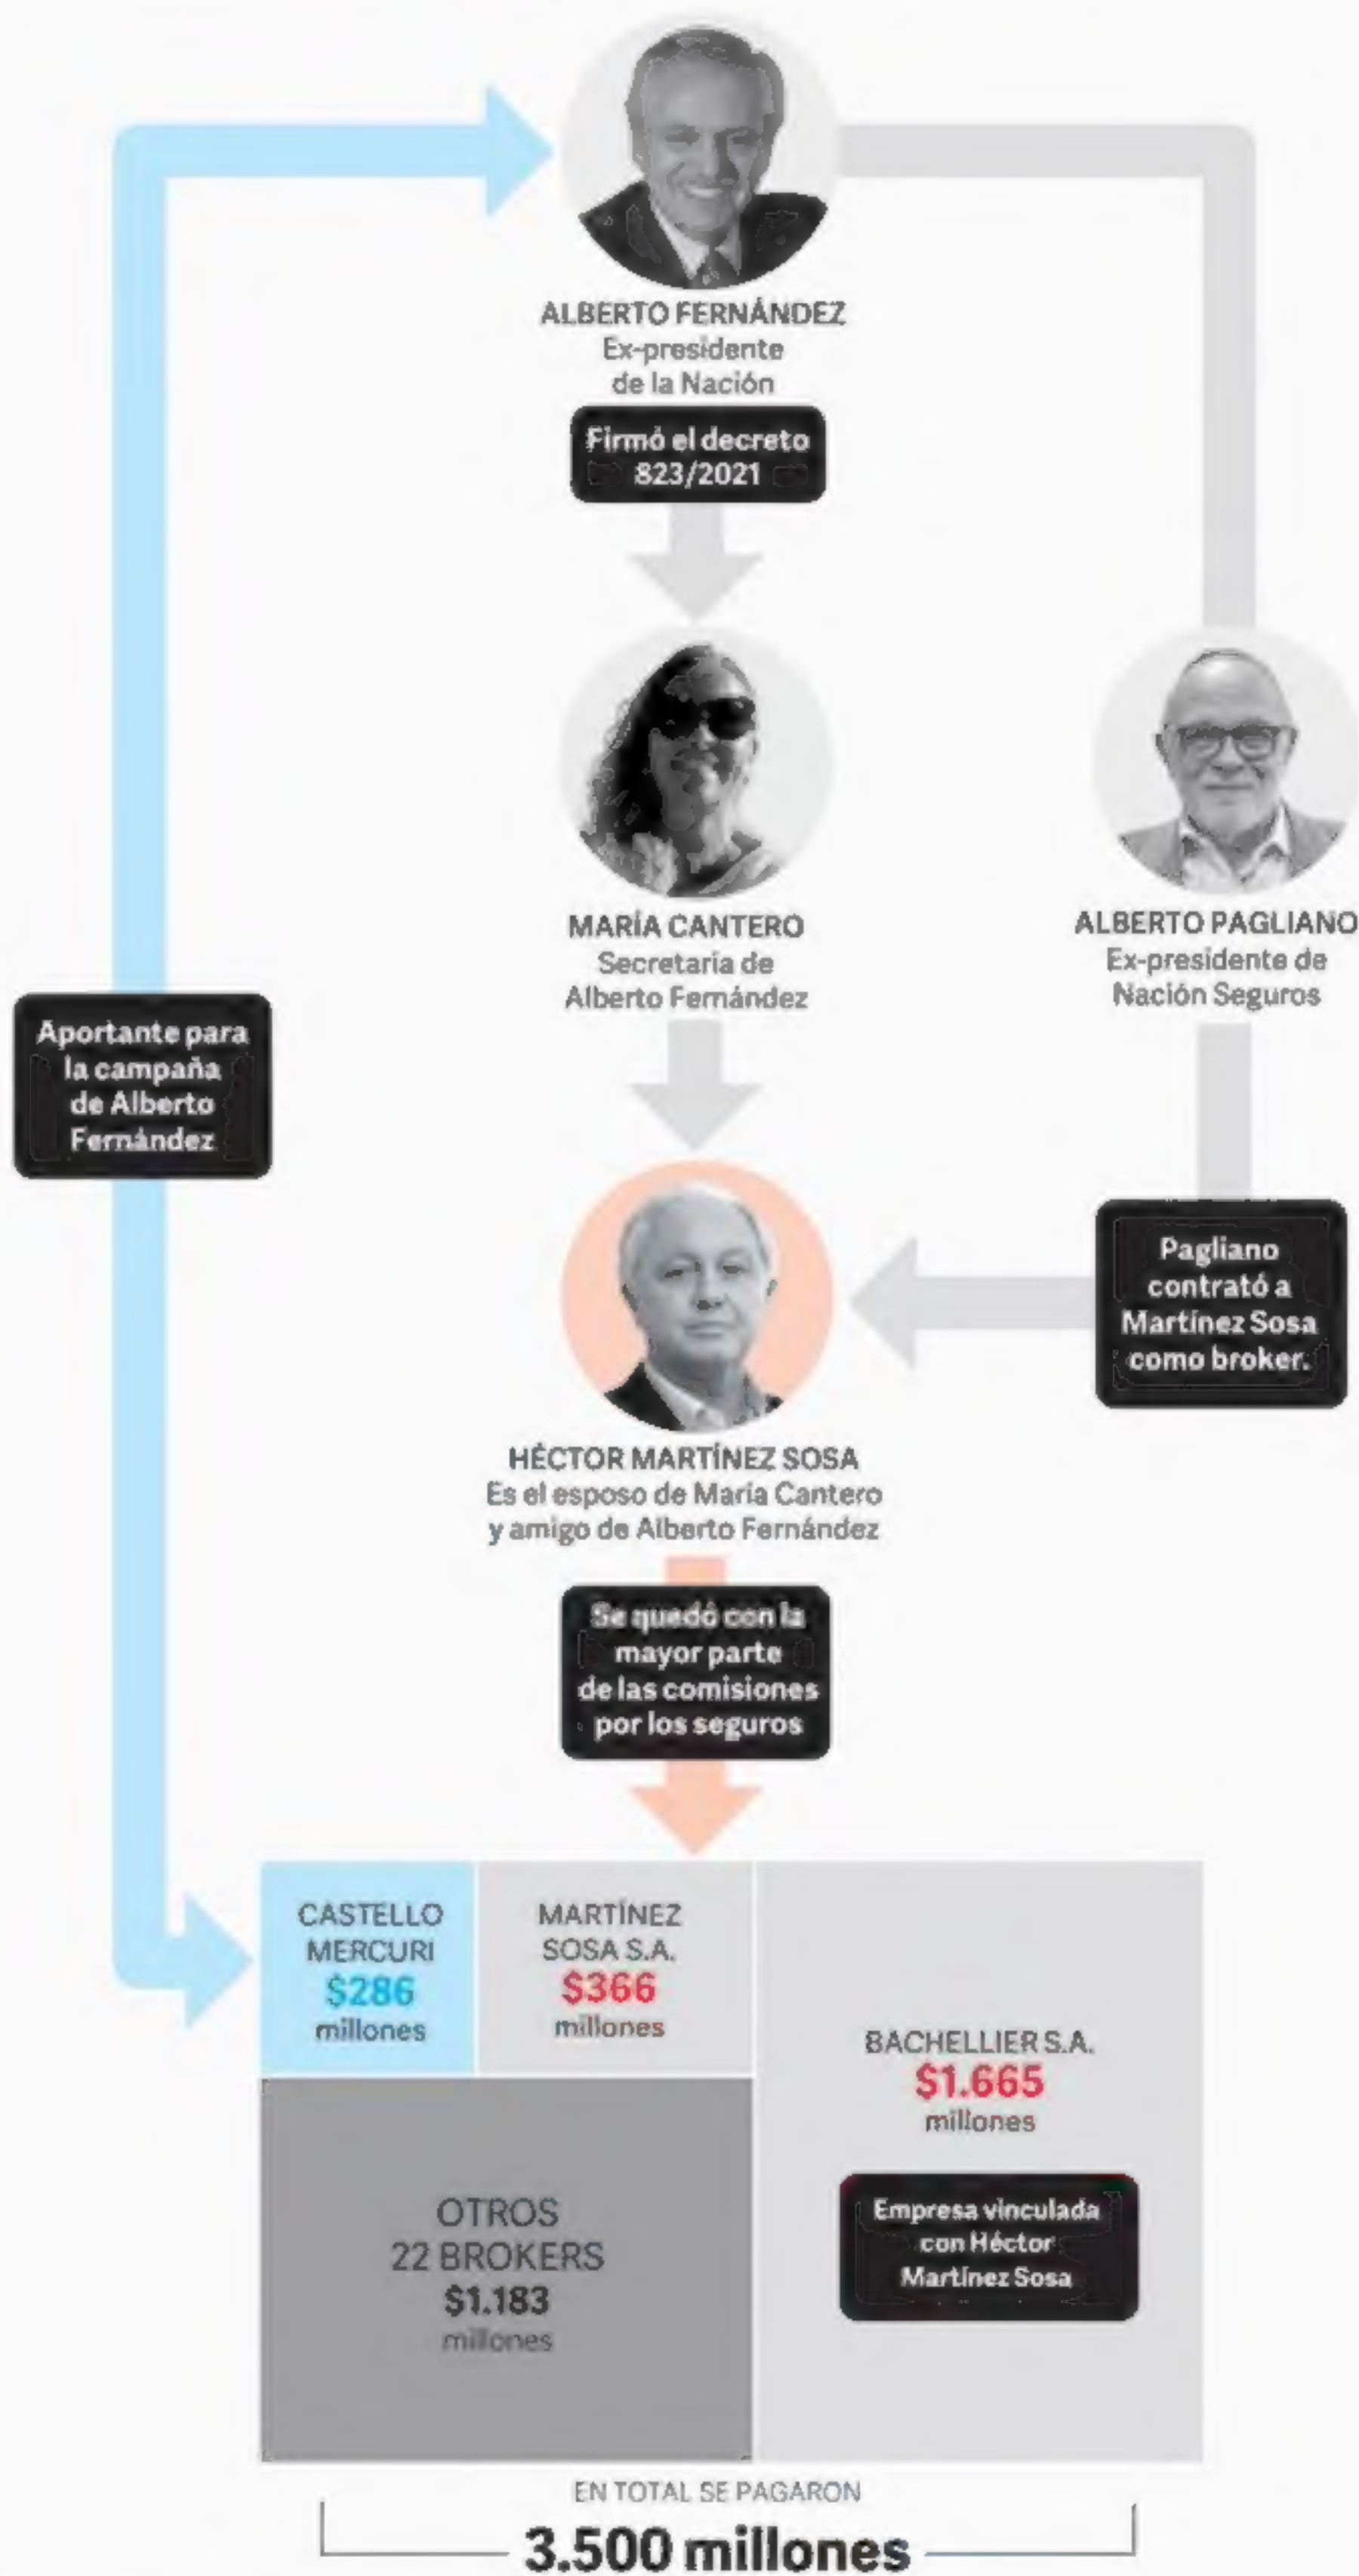 ALBERTO FERNÁNDEZ
Ex-presidente
de la Nación
Firmó el decreto
823/2021
MARÍA CANTERO
Secretaria de
Alberto Fernández
ALBERTO PAGLIANO
Ex-presidente de
Nación Seguros
Aportante para
la campaña
de Alberto
Fernández
Pagliano
contrató a
Martínez Sosa
como broker.
HÉCTOR MARTÍNEZ SOSA
Es el esposo de María Cantero
y amigo de Alberto Fernández
Se quedó con la
mayor parte
de las comisiones
por los seguros
CASTELLO
MERCURI
$286
millones
MARTÍNEZ
SOSA S.A.
$366
millones
BACHELLIER S.A.
$1.665
millones
Empresa vinculada
con Héctor
Martínez Sosa
OTROS
22 BROKERS
$1.183
millones
EN TOTAL SE PAGARON
3.500 millones